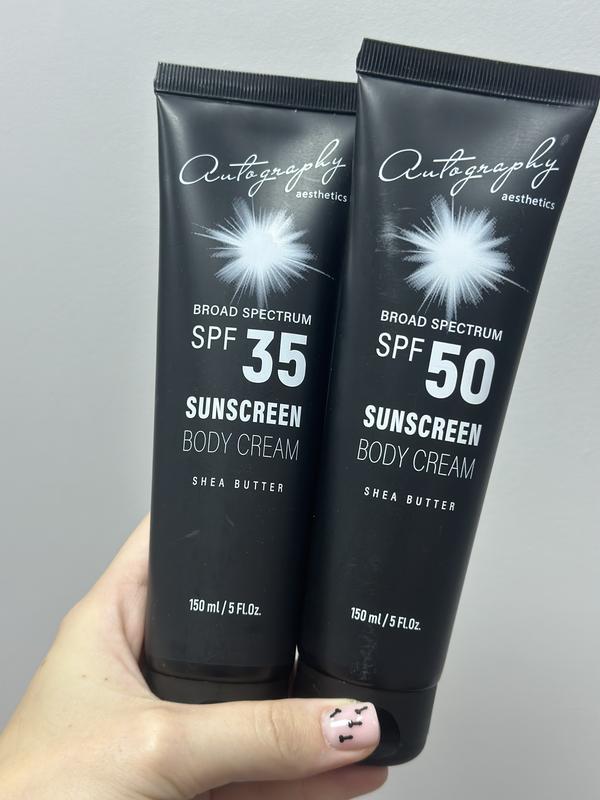 Autography
aesthetics
BROAD SPECTRUM
SPF 35
SUNSCREEN
BODY CREAM
SHEA BUTTER
150 ml / 5 Fl.Oz.
Autography
aesthetics
BROAD SPECTRUM
SPF 50
SUNSCREEN
BODY CREAM
SHEA BUTTER
150 ml / 5 Fl.Oz.